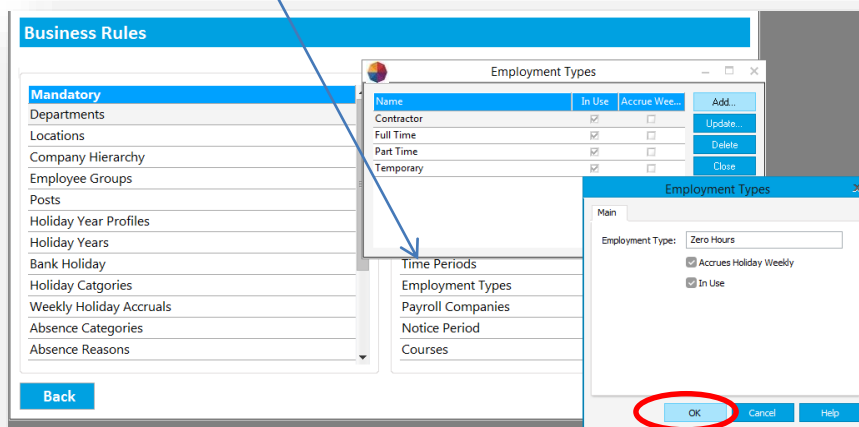 Business Rules
Mandatory
Departments
Locations
Company Hierarchy
Employee Groups
Posts
Holiday Year Profiles
Holiday Years
Bank Holiday
Holiday Catgories
Weekly Holiday Accruals
Absence Categories
Absence Reasons
Back
Time Periods
Employment Types
Payroll Companies
Notice Period
Courses
Employment Types
Name In Use Accrue Wee... Add...
Contractor Update...
Full Time
Part Time Delete
Temporary Close
Employment Types
Main
Employment Type: Zero Hours
Accrues Holiday Weekly
In Use
OK Cancel Help